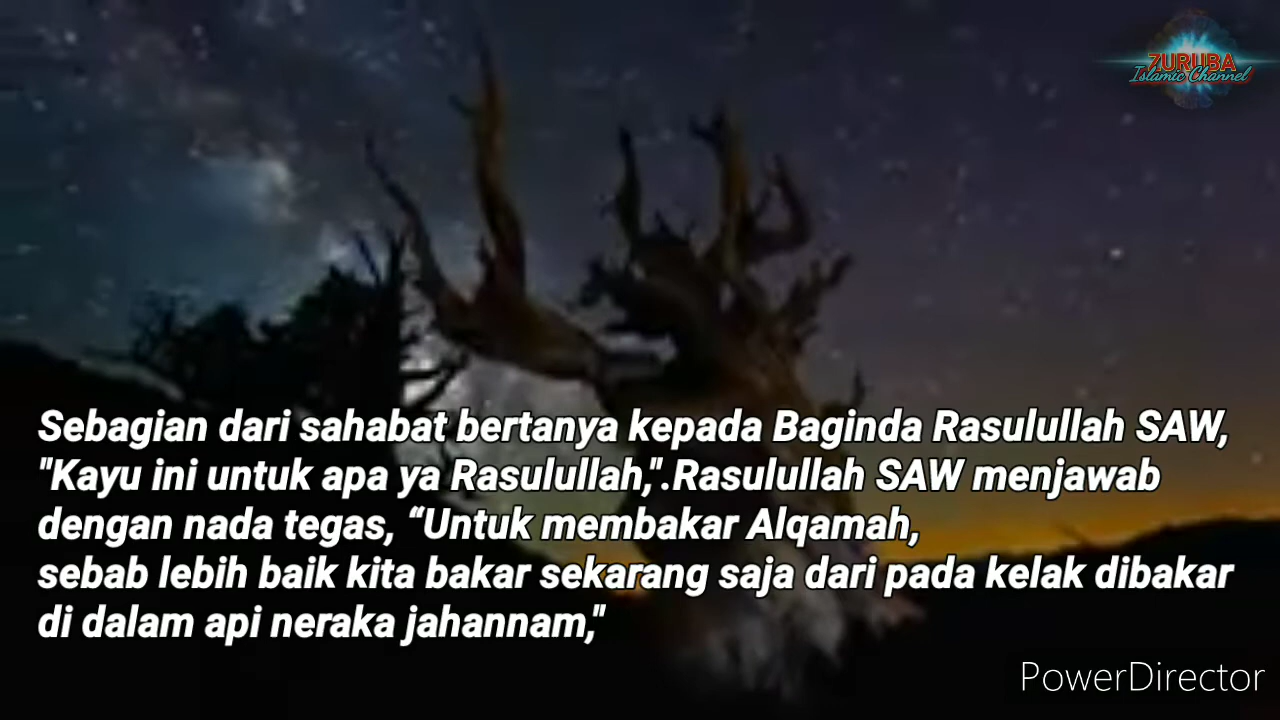 ZURUBA
Islamic Channel
Sebagian dari sahabat bertanya kepada Baginda Rasulullah SAW,
"Kayu ini untuk apa ya Rasulullah,".Rasulullah SAW menjawab
dengan nada tegas, “Untuk membakar Alqamah,
sebab lebih baik kita bakar sekarang saja dari pada kelak dibakar
di dalam api neraka jahannam,"
PowerDirector